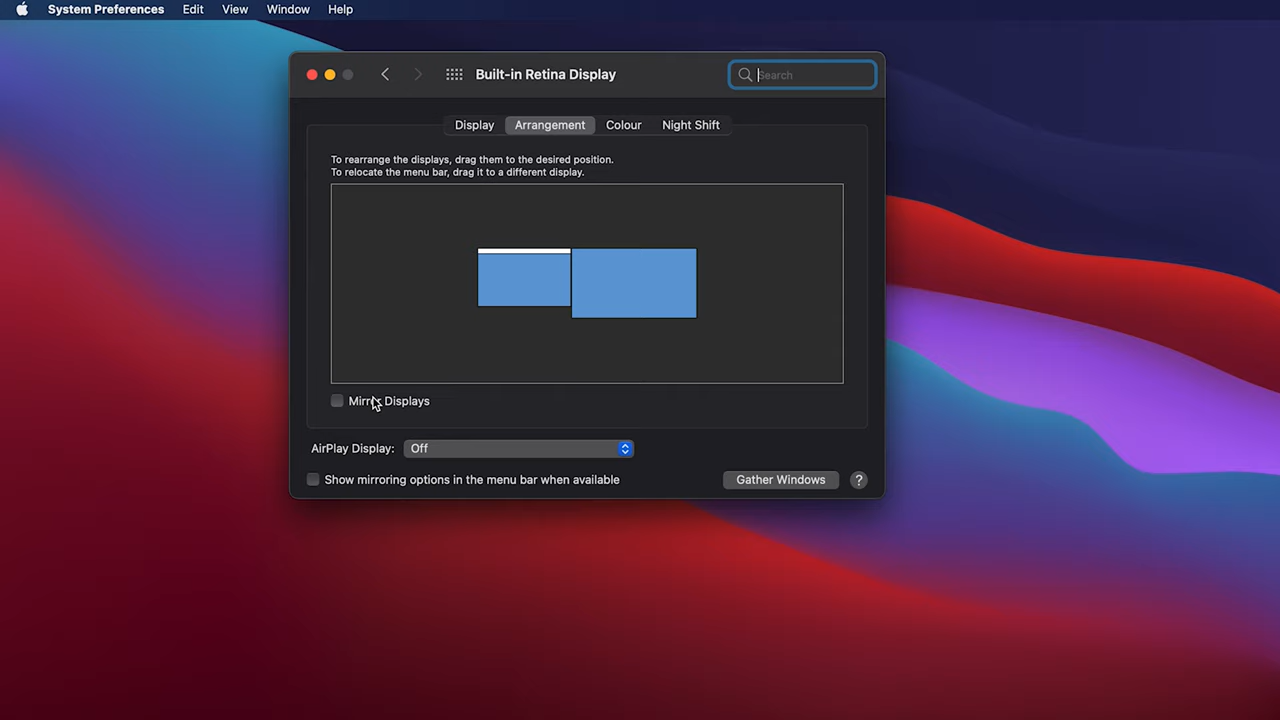 System Preferences Edit View Window Help
Built-in Retina Display
Search
Display Arrangement Colour Night Shift
To rearrange the displays, drag them to the desired position.
To relocate the menu bar, drag it to a different display.
Mirror Displays
AirPlay Display: Off
Show mirroring options in the menu bar when available
Gather Windows ?